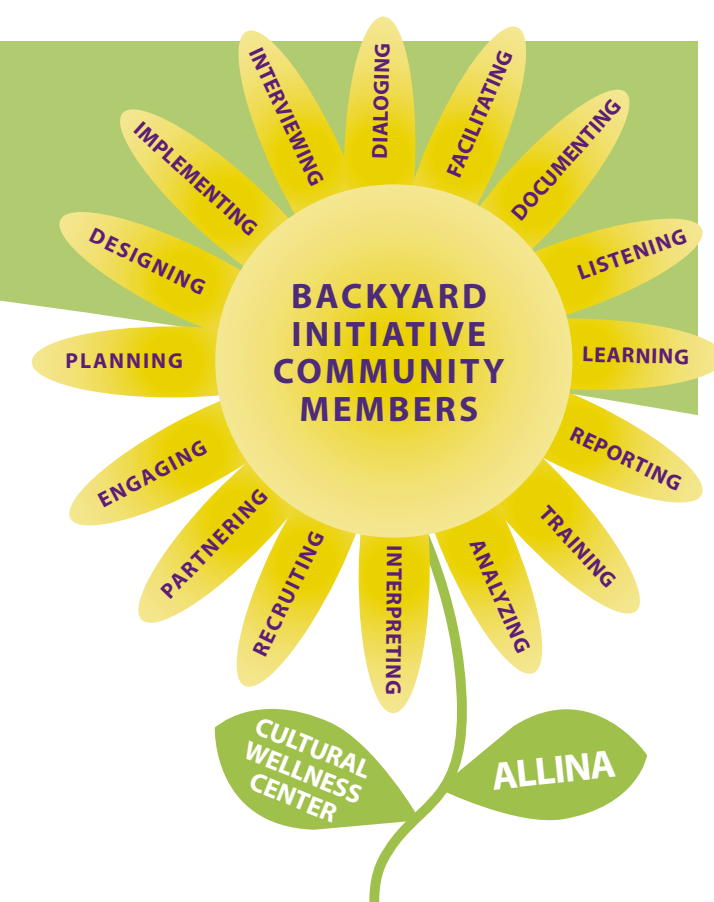 BACKYARD
INITIATIVE
COMMUNITY
MEMBERS
DIALOGING
FACILITATING
DOCUMENTING
LISTENING
LEARNING
REPORTING
TRAINING
ANALYZING
INTERPRETING
RECRUITING
PARTNERING
ENGAGING
PLANNING
DESIGNING
IMPLEMENTING
INTERVIEWING
CULTURAL
WELLNESS
CENTER
ALLINA